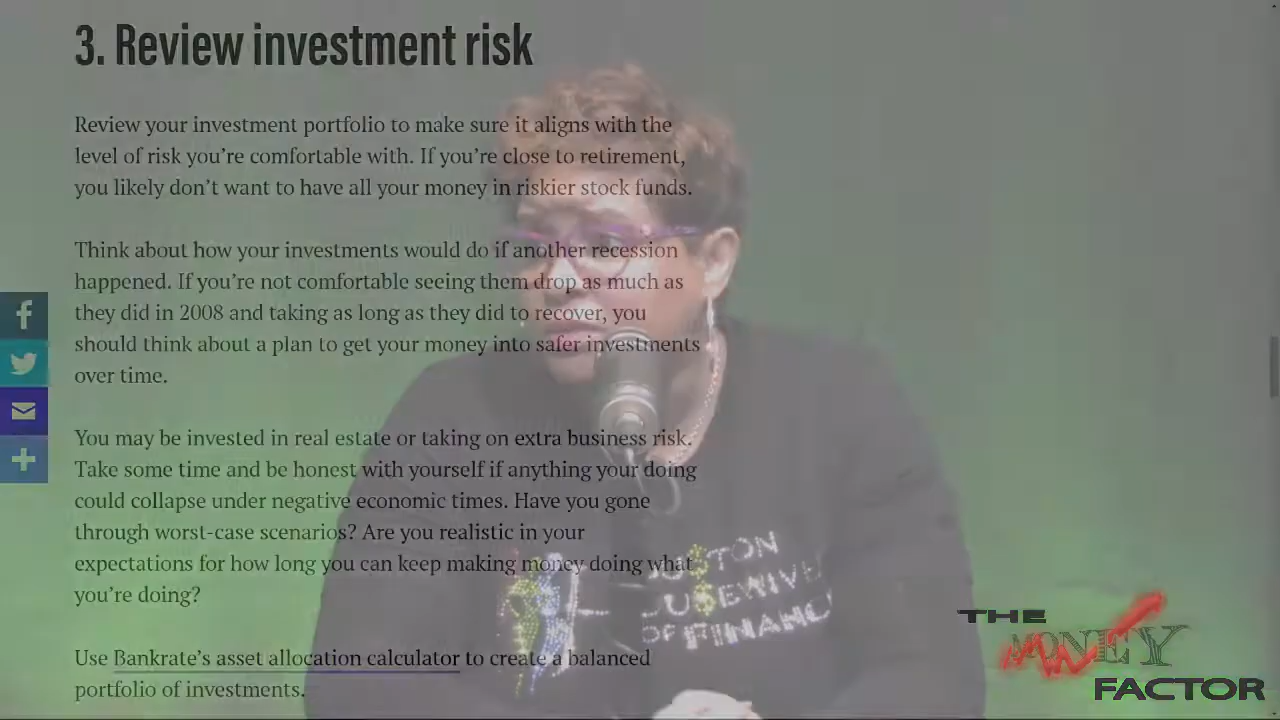 3. Review investment risk
Review your investment portfolio to make sure it aligns with the
level of risk you’re comfortable with. If you’re close to retirement,
you likely don’t want to have all your money in riskier stock funds.
Think about how your investments would do if another recession
happened. If you’re not comfortable seeing them drop as much as
they did in 2008 and taking as long as they did to recover, you
should think about a plan to get your money into safer investments
over time.
You may be invested in real estate or taking on extra business risk.
Take some time and be honest with yourself if anything your doing
could collapse under negative economic times. Have you gone
through worst-case scenarios? Are you realistic in your
expectations for how long you can keep making money doing what
you’re doing?
Use Bankrate’s asset allocation calculator to create a balanced
portfolio of investments.
OF
THE
MONEY
FACTOR